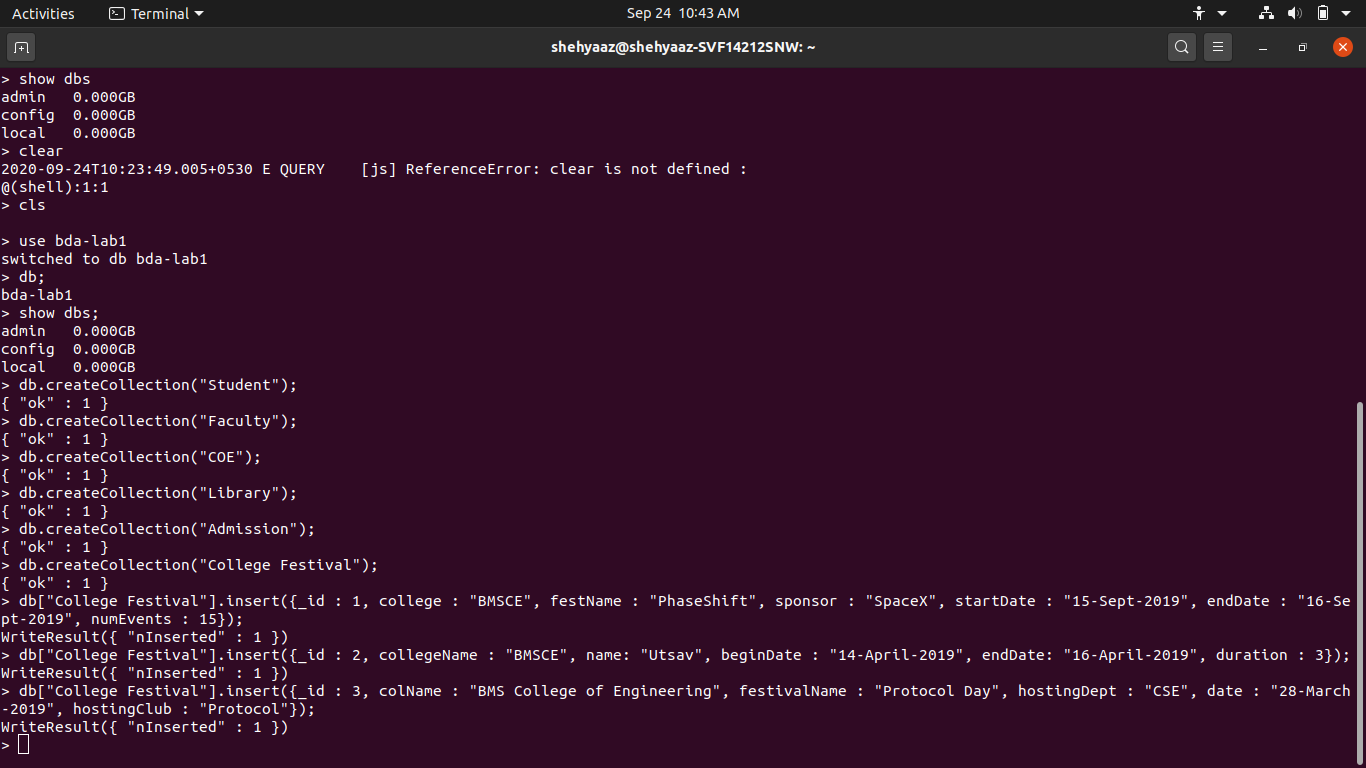 Activities
Terminal
Sep 24 10:43 AM
shehyaaz@shehyaaz-SVF14212SNW: ~
> show dbs
admin   0.000GB
config  0.000GB
local   0.000GB
> clear
2020-09-24T10:23:49.005+0530 E QUERY    [js] ReferenceError: clear is not defined :
@(shell):1:1
> cls
> use bda-lab1
switched to db bda-lab1
> db;
bda-lab1
> show dbs;
admin   0.000GB
config  0.000GB
local   0.000GB
> db.createCollection("Student");
{ "ok" : 1 }
> db.createCollection("Faculty");
{ "ok" : 1 }
> db.createCollection("COE");
{ "ok" : 1 }
> db.createCollection("Library");
{ "ok" : 1 }
> db.createCollection("Admission");
{ "ok" : 1 }
> db.createCollection("College Festival");
{ "ok" : 1 }
> db["College Festival"].insert({_id : 1, college : "BMSCE", festName : "PhaseShift", sponsor : "SpaceX", startDate : "15-Sept-2019", endDate : "16-Se
pt-2019", numEvents : 15});
WriteResult({ "nInserted" : 1 })
> db["College Festival"].insert({_id : 2, collegeName : "BMSCE", name: "Utsav", beginDate : "14-April-2019", endDate: "16-April-2019", duration : 3});
WriteResult({ "nInserted" : 1 })
> db["College Festival"].insert({_id : 3, colName : "BMS College of Engineering", festivalName : "Protocol Day", hostingDept : "CSE", date : "28-March
-2019", hostingClub : "Protocol"});
WriteResult({ "nInserted" : 1 })
>